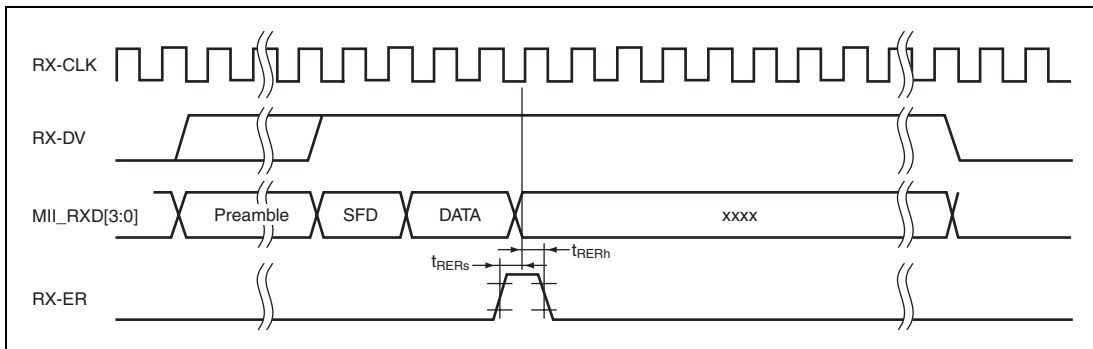 RX-CLK
RX-DV
MII_RXD[3:0]
Preamble
SFD
DATA
xxxx
tRERs
tRERh
RX-ER